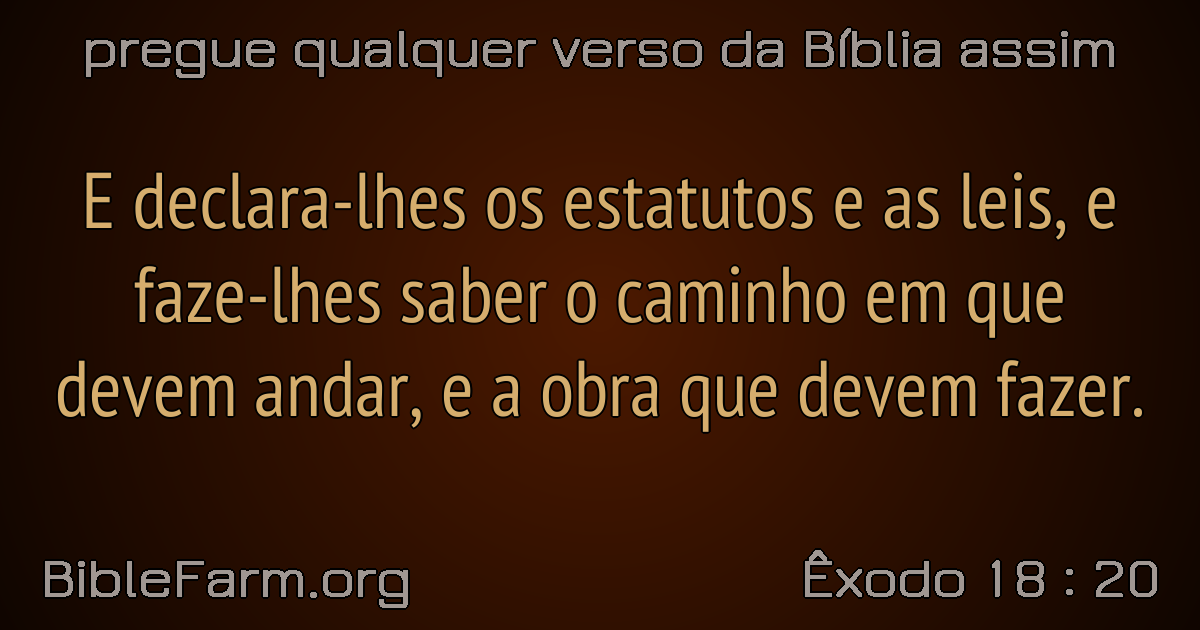 pregue qualquer verso da Bíblia assim
E declara-lhes os estatutos e as leis, e
faze-lhes saber o caminho em que
devem andar, e a obra que devem fazer.
BibleFarm.org
Êxodo 18 : 20